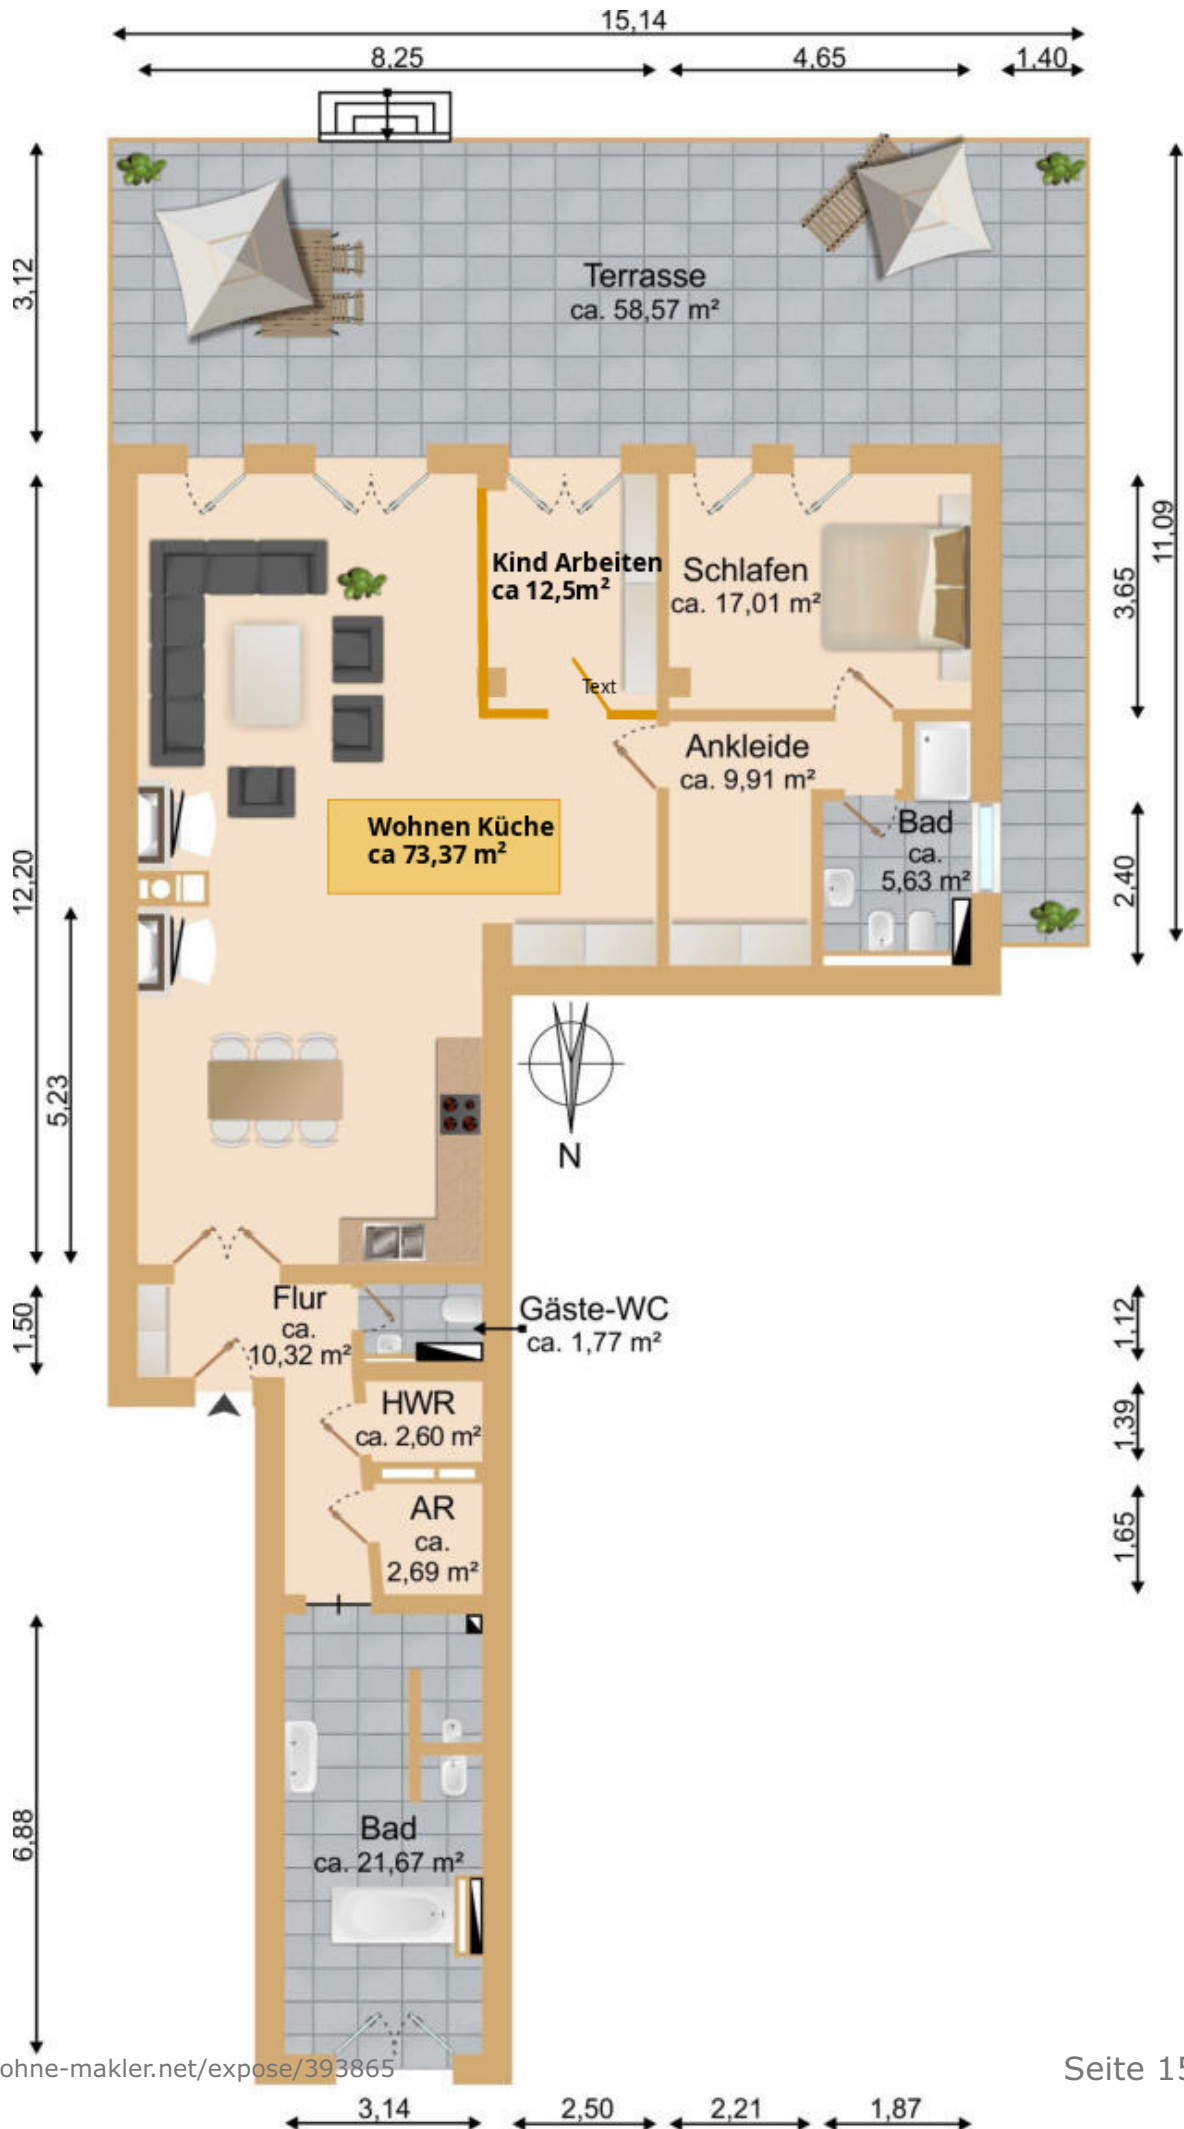 15,14
8,25
4,65
1,40
3,12
Terrasse
ca. 58,57 m²
11,09
Kind Arbeiten
ca 12,5m²
Schlafen
ca. 17,01 m²
3,65
Text
Ankleide
ca. 9,91 m²
Wohnen Küche
ca 73,37 m²
Bad
ca.
5,63 m²
12,20
2,40
5,23
N
Flur
ca.
10,32 m²
Gäste-WC
ca. 1,77 m²
1,50
1,12
HWR
ca. 2,60 m²
1,39
AR
ca.
2,69 m²
1,65
6,88
Bad
ca. 21,67 m²
ohne-makler.net/expose/393865
Seite 15
3,14
2,50
2,21
1,87